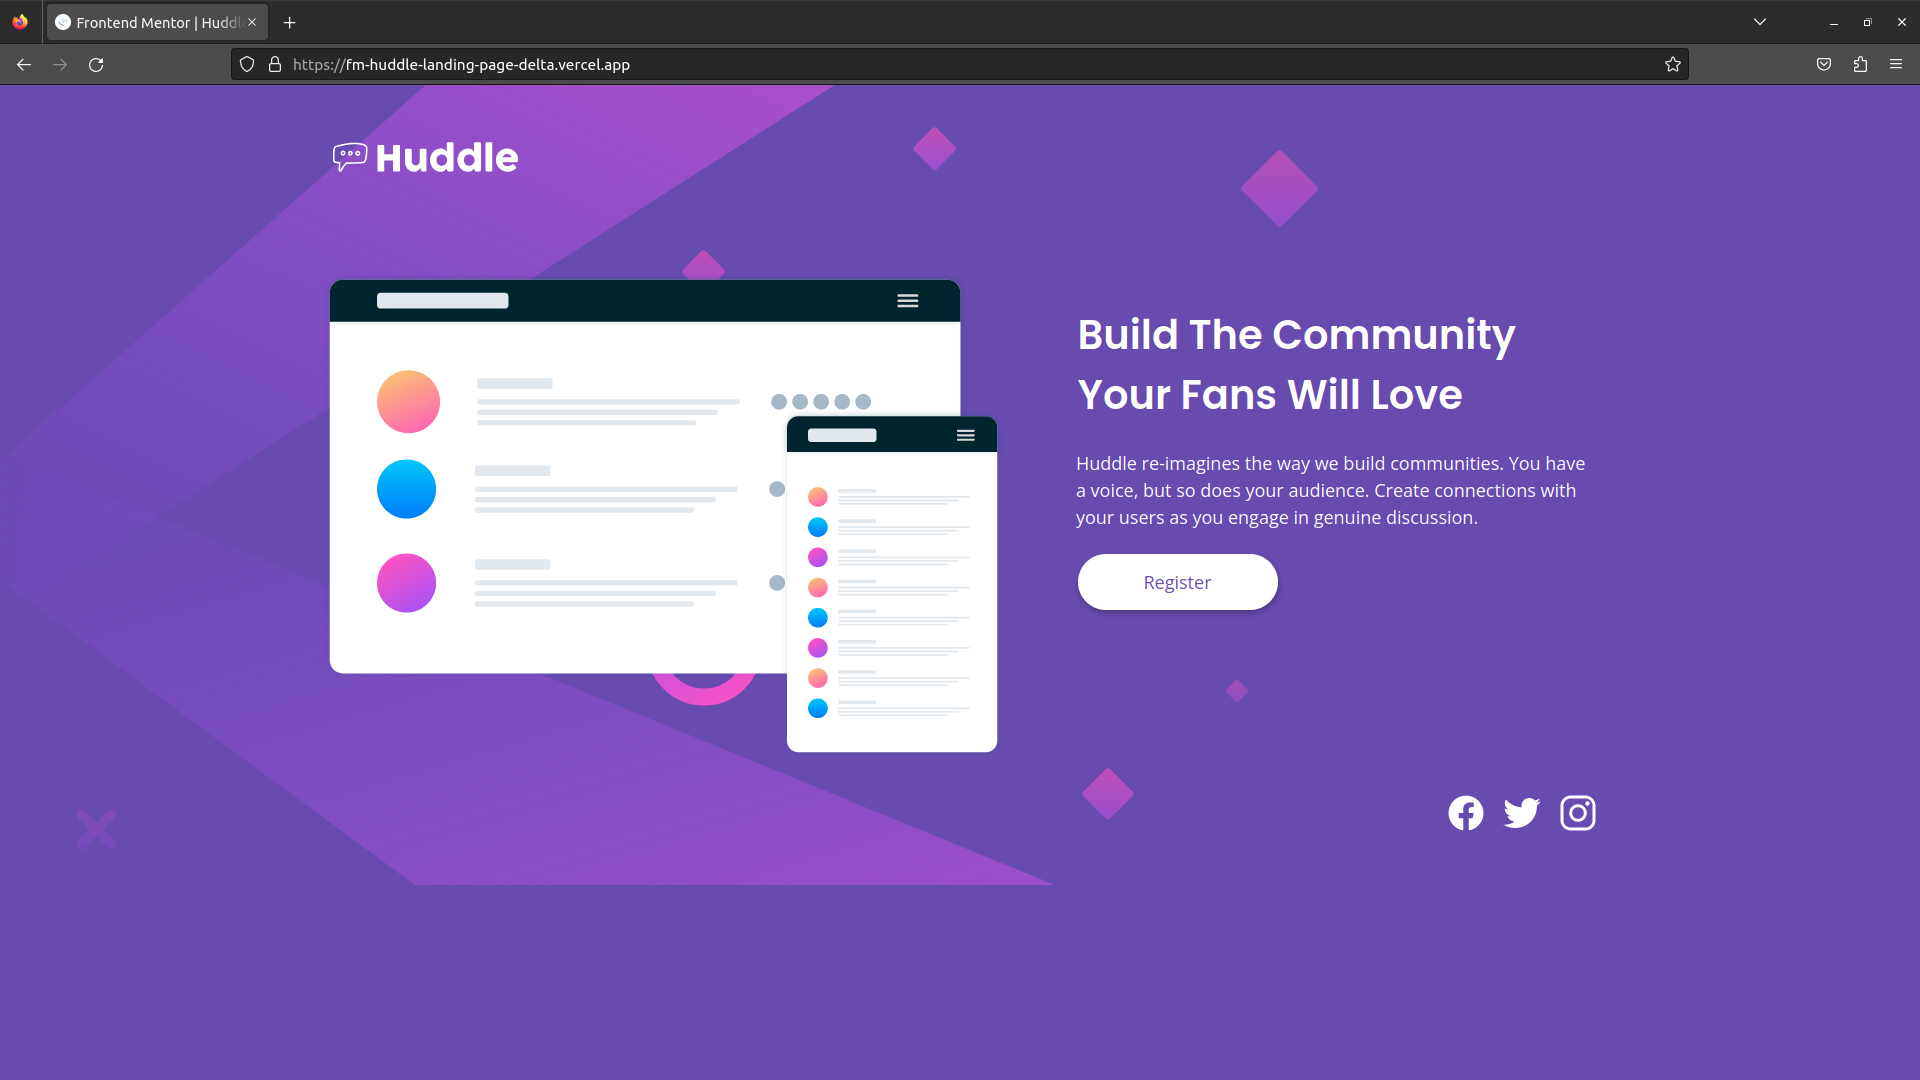 Frontend Mentor | Huddl
https://fm-huddle-landing-page-delta.vercel.app
Huddle
Build The Community
Your Fans Will Love
Huddle re-imagines the way we build communities. You have
a voice, but so does your audience. Create connections with
your users as you engage in genuine discussion.
Register